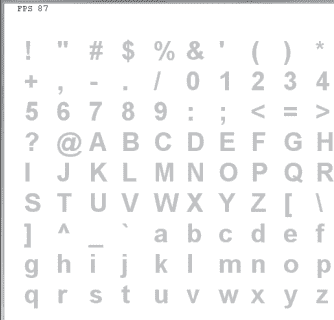 FPS 87
! " # $ % & ' ( ) *
+ , - . / 0 1 2 3 4
5 6 7 8 9 : ; < = >
? @ A B C D E F G H
I J K L M N O P Q R
S T U V W X Y Z [ \
] ^ _ ` a b c d e f
g h i j k l m n o p
q r s t u v w x y z